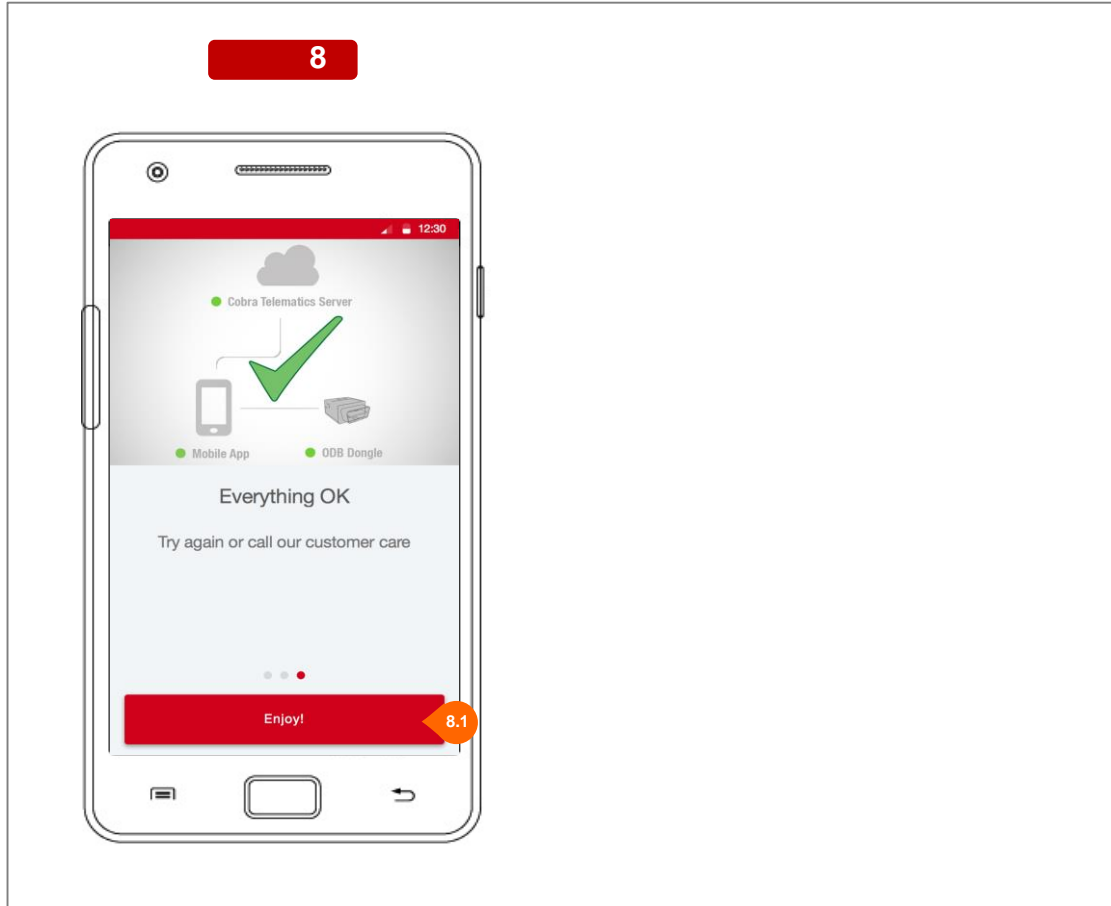 8
12:30
Cobra Telematics Server
Mobile App
ODB Dongle
Everything OK
Try again or call our customer care
Enjoy!
8.1